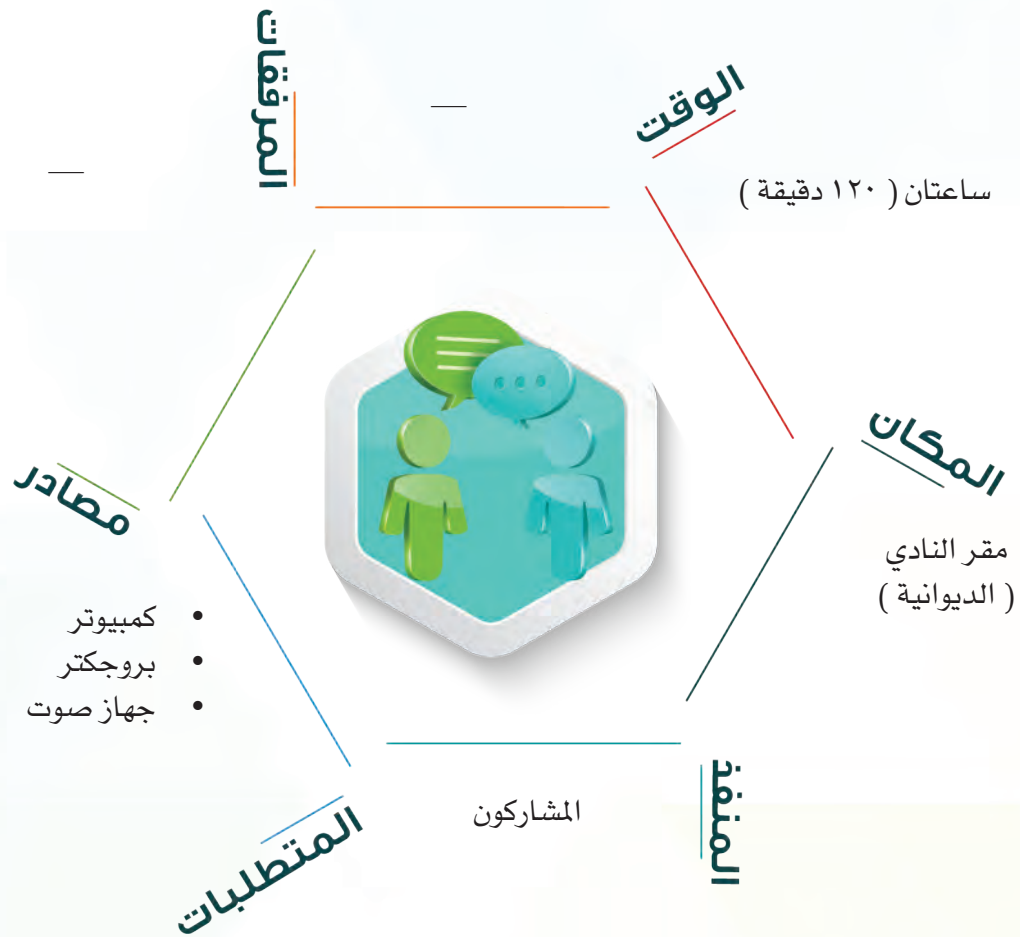 الوقت
ساعتان ( ١٢٠ دقيقة )
المكان
مقر النادي
( الديوانية )
المنفذ
المشاركون
المتطلبات
• كمبيوتر
• بروجكتر
• جهاز صوت
مصادر
—
المرفقات
—